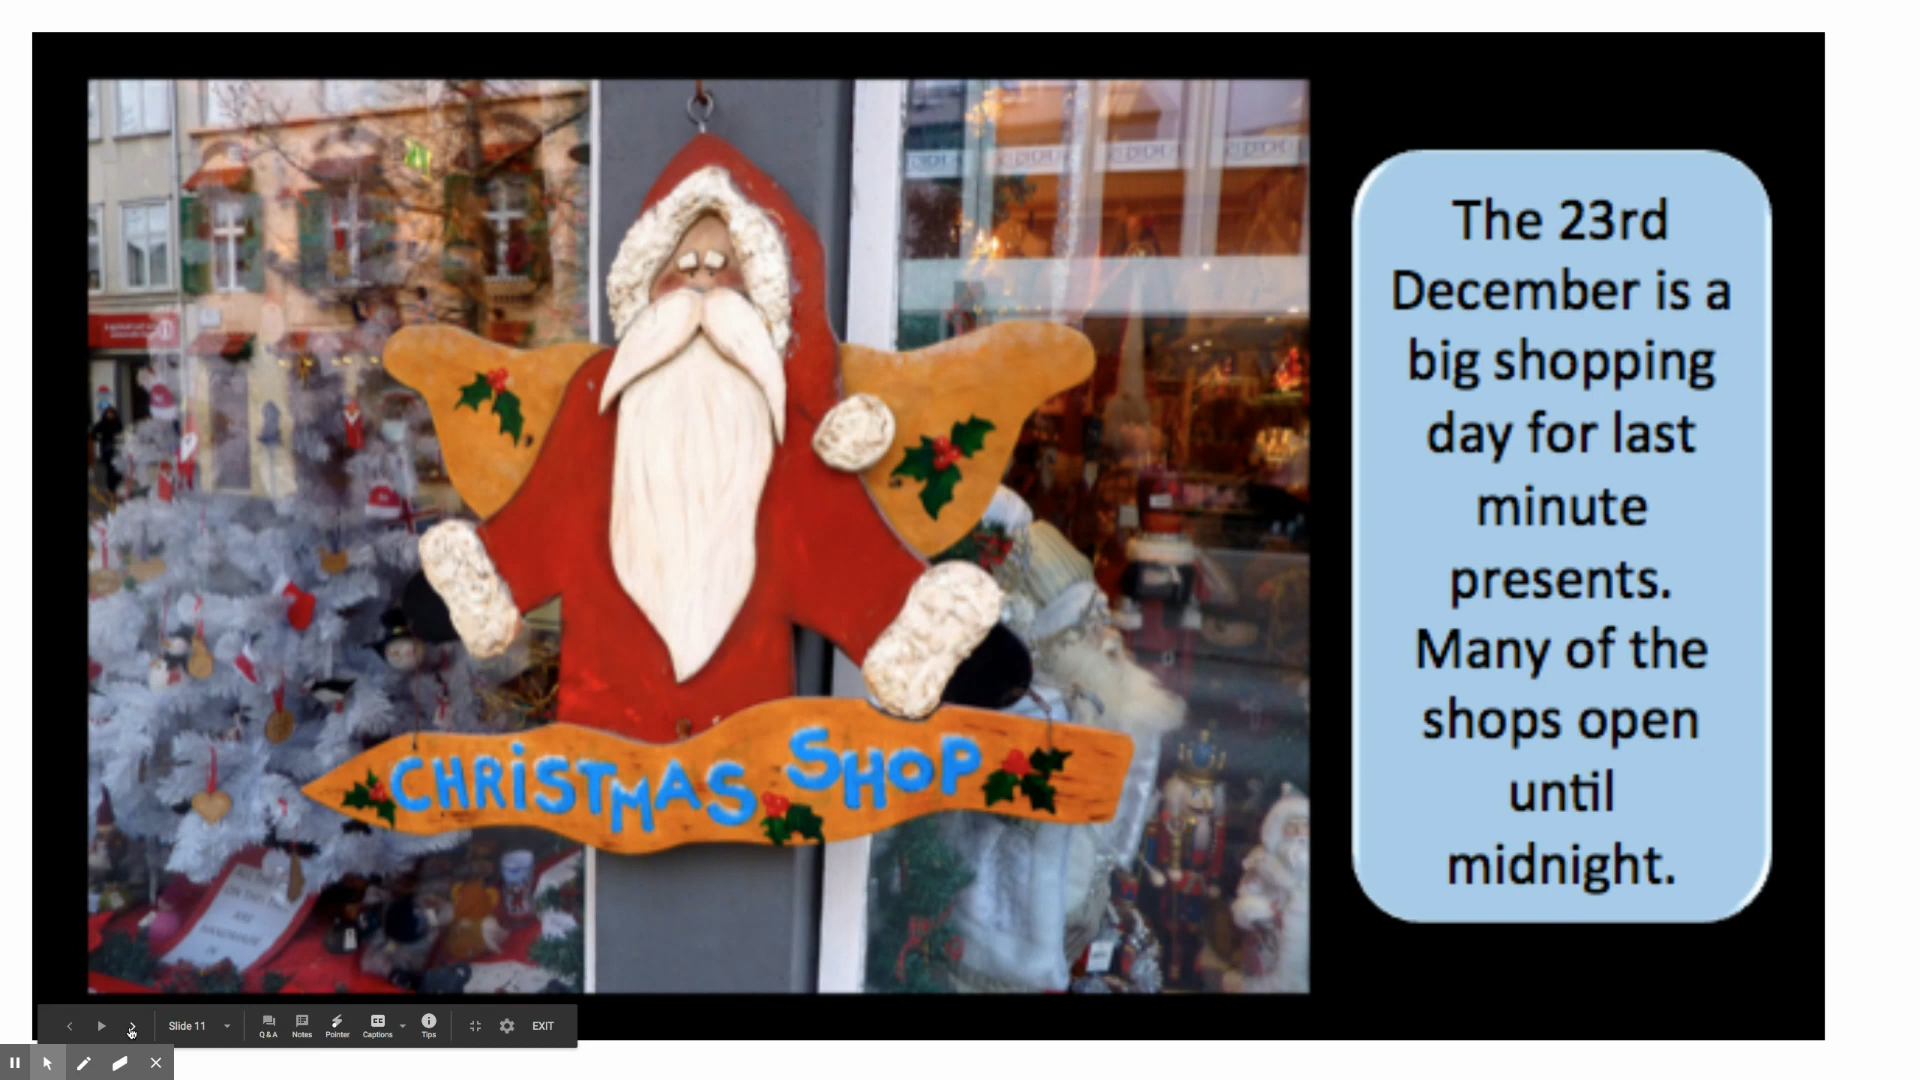 The 23rd
December is a
big shopping
day for last
minute
presents.
Many of the
shops open
until
midnight.
CHRiSTMAS SHOP
Slide 11
Q&A
Notes
Pointer
Captions
Tips
EXIT